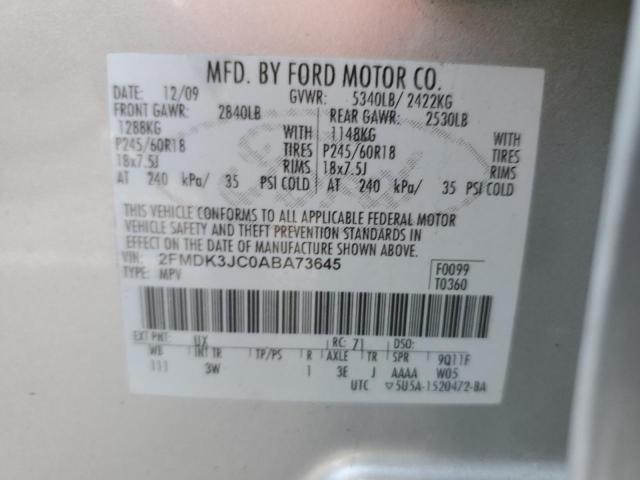 MFD. BY FORD MOTOR CO.
DATE: 12/09 GVWR: 5340LB/ 2422KG
FRONT GAWR: 2840LB REAR GAWR: 2530LB
1288KG WITH 1148KG WITH
P245/60R18 TIRES P245/60R18 TIRES
18x7.5J RIMS 18x7.5J RIMS
AT 240 kPa/ 35 PSI COLD AT 240 kPa/ 35 PSI COLD
THIS VEHICLE CONFORMS TO ALL APPLICABLE FEDERAL MOTOR
VEHICLE SAFETY AND THEFT PREVENTION STANDARDS IN
EFFECT ON THE DATE OF MANUFACTURE SHOWN ABOVE.
VIN: 2FMDK3JC0ABA73645 F0099
TYPE: MPV T0360
EXT PNT: UX RC: 71 DSO:
WB INT TR TP/PS R AXLE TR SPR 9Q11F
111 3W 1 3E J AAAA W05
UTC ▽5U5A-1520472-BA